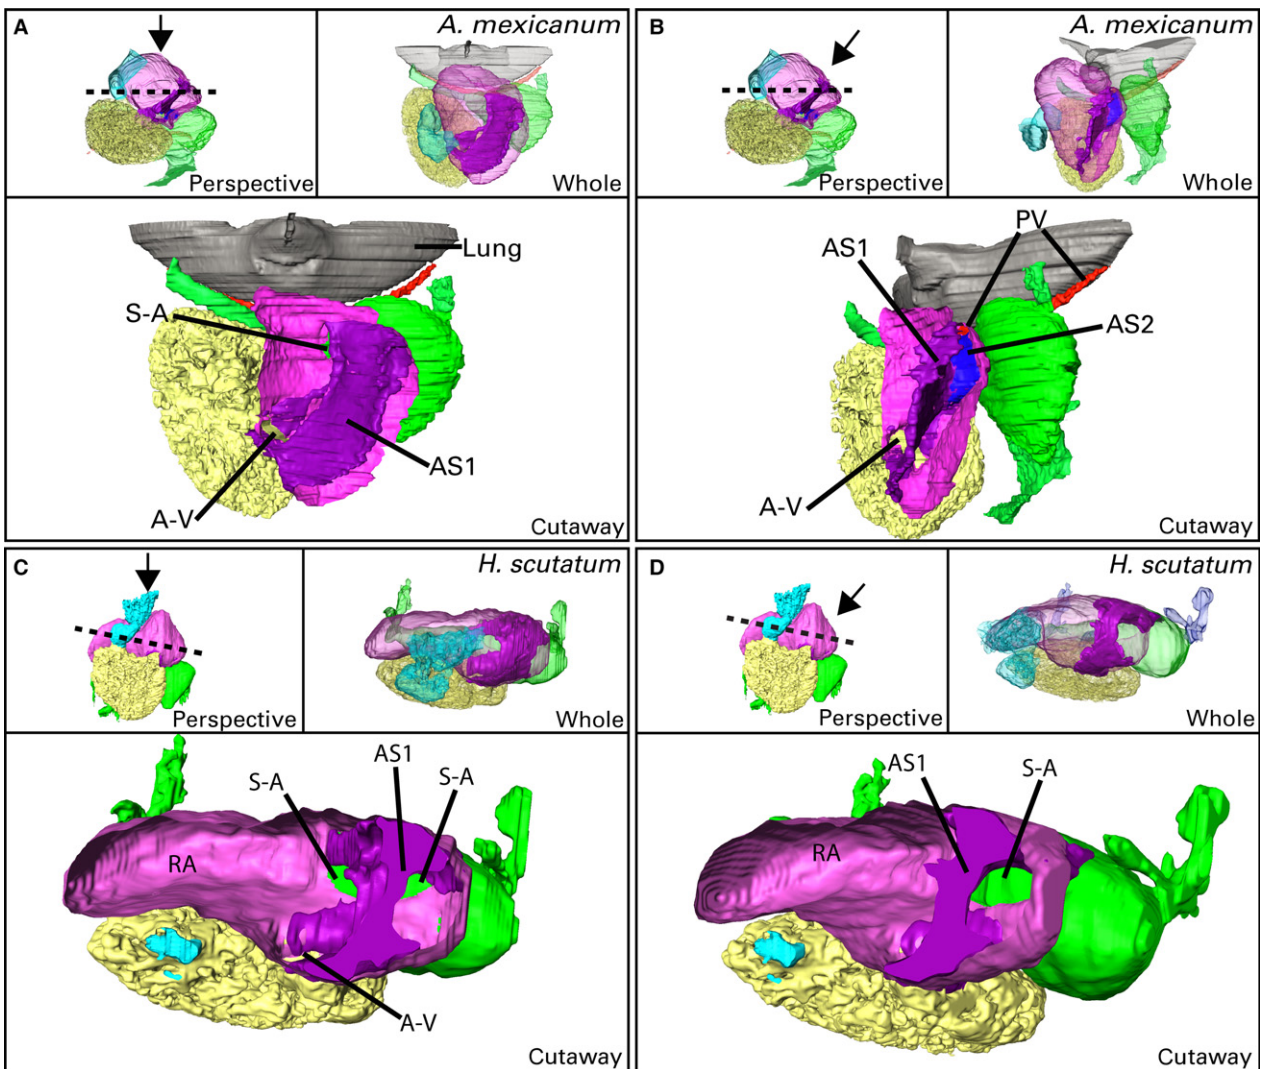 A
Perspective
A. mexicanum
Whole
Lung
S-A
AS1
A-V
Cutaway
B
Perspective
A. mexicanum
Whole
PV
AS1
AS2
A-V
Cutaway
C
Perspective
H. scutatum
Whole
AS1
S-A
S-A
RA
A-V
Cutaway
D
Perspective
H. scutatum
Whole
AS1
S-A
RA
Cutaway